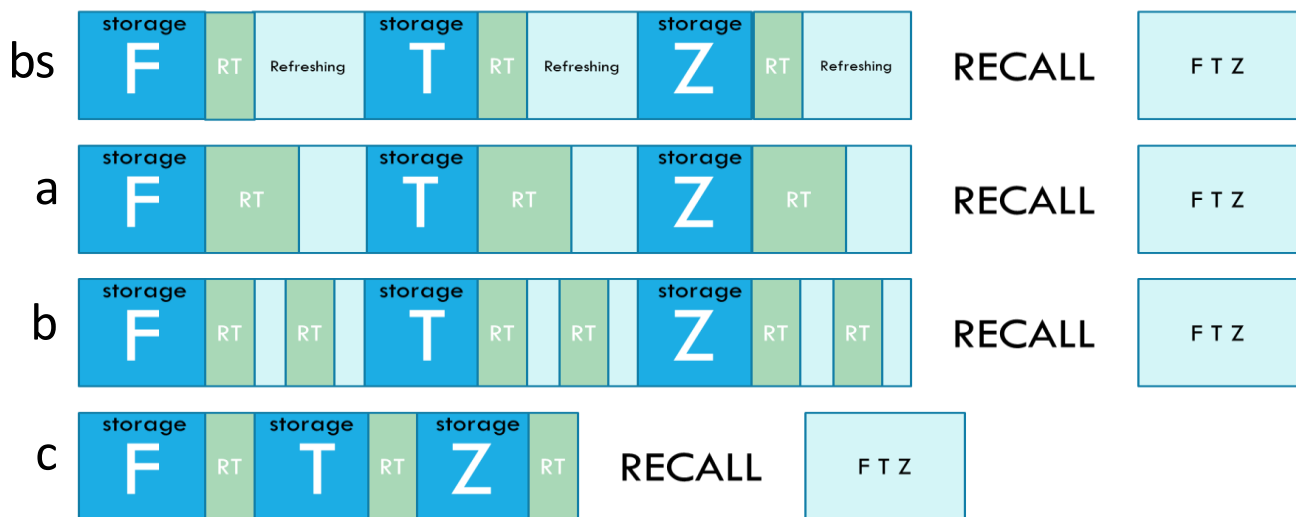 storage storage storage
bs F RT Refreshing T RT Refreshing Z RT Refreshing RECALL F T Z
storage storage storage
a F RT T RT Z RT RECALL F T Z
storage storage storage
b F RT RT T RT RT Z RT RT RECALL F T Z
storage storage storage
c F RT T RT Z RT RECALL F T Z